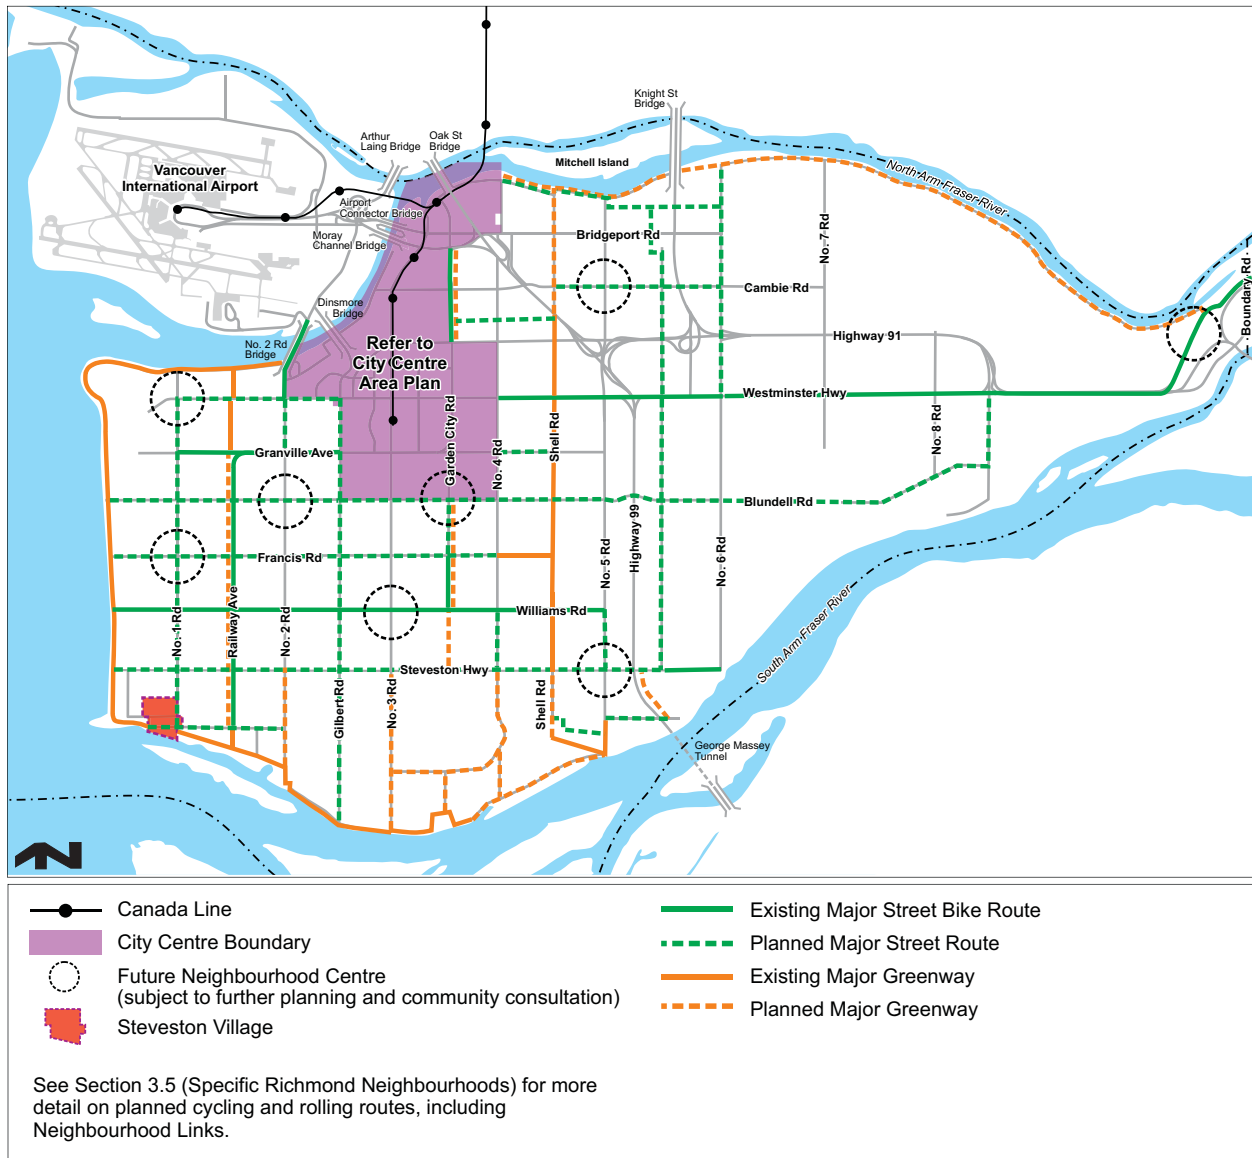 Knight St
Bridge
Arthur
Laing Bridge
Oak St
Bridge
Mitchell Island
Vancouver
International Airport
North Arm Fraser River
Airport
Connector Bridge
Moray
Channel Bridge
Bridgeport Rd
No. 7 Rd
Boundary Rd
Cambie Rd
Dinsmore
Bridge
No. 2 Rd
Bridge
Refer to
City Centre
Area Plan
Highway 91
Westminster Hwy
Garden City Rd
No. 4 Rd
Shell Rd
No. 8 Rd
Granville Ave
Blundell Rd
Highway 99
No. 5 Rd
No. 6 Rd
Francis Rd
Williams Rd
No. 1 Rd
Railway Ave
No. 2 Rd
Steveston Hwy
South Arm Fraser River
Gilbert Rd
No. 3 Rd
Shell Rd
George Massey
Tunnel
N
Canada Line
City Centre Boundary
Future Neighbourhood Centre
(subject to further planning and community consultation)
Steveston Village
Existing Major Street Bike Route
Planned Major Street Route
Existing Major Greenway
Planned Major Greenway
See Section 3.5 (Specific Richmond Neighbourhoods) for more
detail on planned cycling and rolling routes, including
Neighbourhood Links.